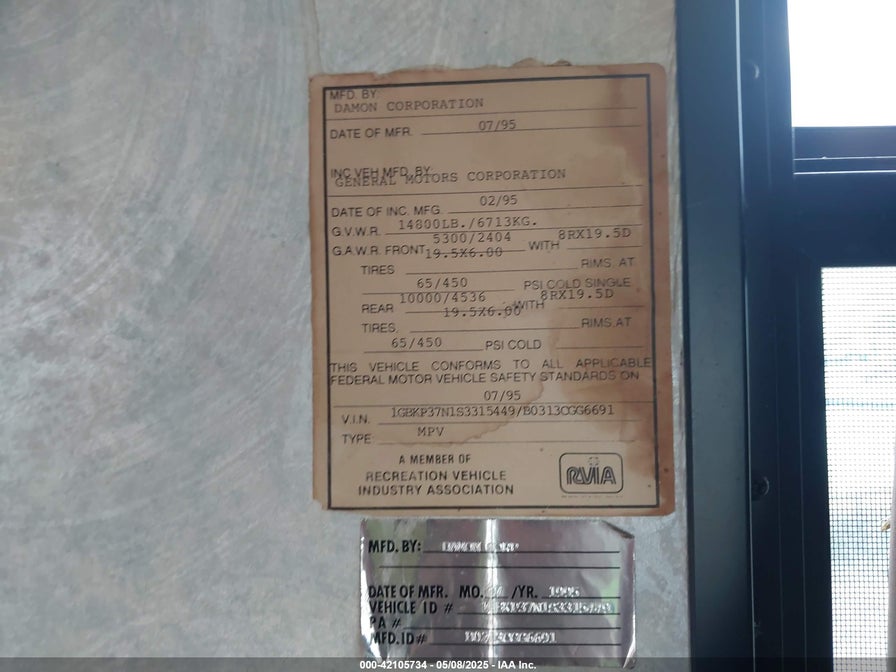 MFD. BY
DAMON CORPORATION
DATE OF MFR. 07/95
INC VEH MFD. BY
GENERAL MOTORS CORPORATION
DATE OF INC. MFG. 02/95
G.V.W.R. 14800LB./6713KG.
G.A.W.R. FRONT 5300/2404 WITH 8RX19.5D
TIRES 19.5X6.00 RIMS. AT
65/450 PSI COLD SINGLE
REAR 10000/4536 WITH 8RX19.5D
TIRES. 19.5X6.00 RIMS.AT
65/450 PSI COLD
THIS VEHICLE CONFORMS TO ALL APPLICABLE
FEDERAL MOTOR VEHICLE SAFETY STANDARDS ON
07/95
V.I.N. 1GBKP37N1S3315449/B0313CGG6691
TYPE: MPV
A MEMBER OF
RECREATION VEHICLE
INDUSTRY ASSOCIATION
RVIA
MFD. BY: DAMON CORP
DATE OF MFR. MO. /YR. 1995
VEHICLE ID #
PA #
MFD.ID#
000-42105734 - 05/08/2025 - IAA Inc.